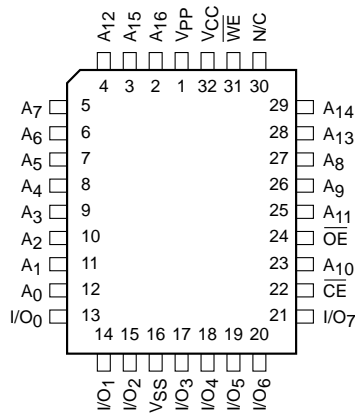 A12 A15 A16 VPP VCC WE N/C
4 3 2 1 32 31 30
A7 5 29 A14
A6 6 28 A13
A5 7 27 A8
A4 8 26 A9
A3 9 25 A11
A2 10 24 OE
A1 11 23 A10
A0 12 22 CE
I/O0 13 21 I/O7
14 15 16 17 18 19 20
I/O1 I/O2 VSS I/O3 I/O4 I/O5 I/O6